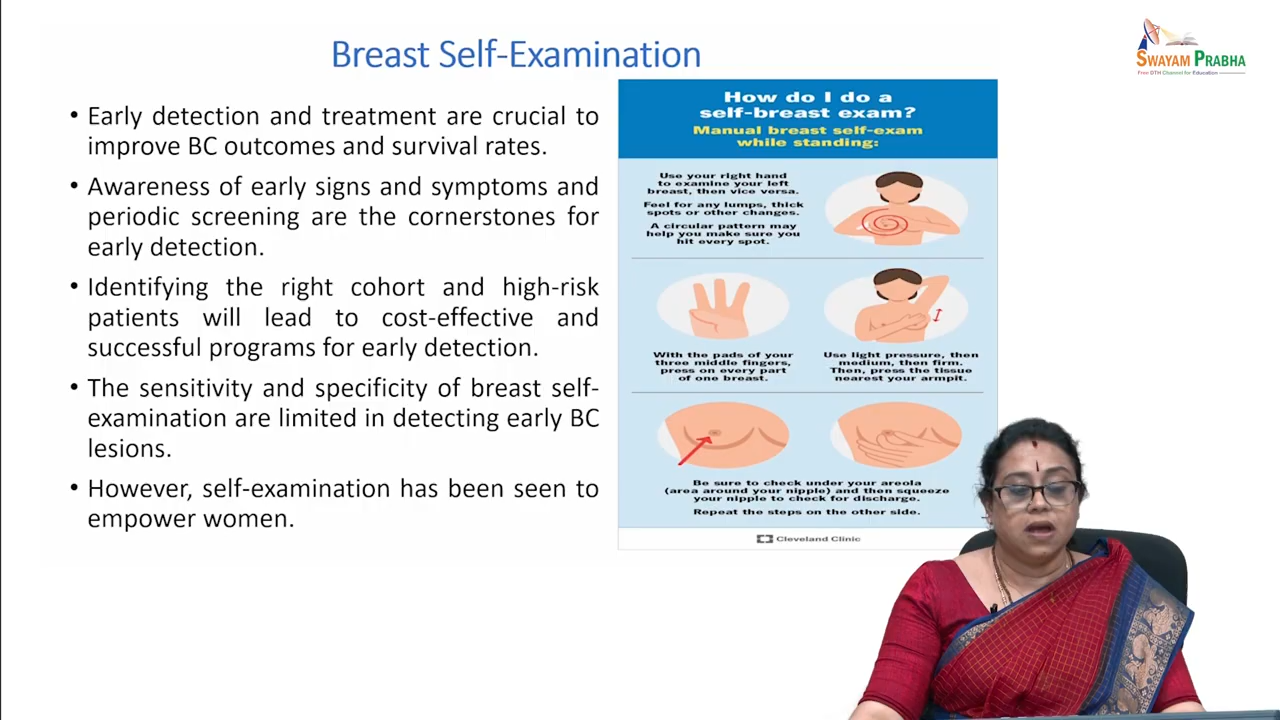 Breast Self-Examination
SWAYAM PRABHA
Free DTH Channel for Education
• Early detection and treatment are crucial to
improve BC outcomes and survival rates.
• Awareness of early signs and symptoms and
periodic screening are the cornerstones for
early detection.
• Identifying the right cohort and high-risk
patients will lead to cost-effective and
successful programs for early detection.
• The sensitivity and specificity of breast self-
examination are limited in detecting early BC
lesions.
• However, self-examination has been seen to
empower women.
How do I do a
self-breast exam?
Manual breast self-exam
while standing:
Use your right hand
to examine your left
breast, then vice versa.
Feel for any lumps, thick
spots or other changes.
A circular pattern may
help you make sure you
hit every spot.
With the pads of your
three middle fingers,
press on every part
of one breast.
Use light pressure, then
medium, then firm.
Then, press the tissue
nearest your armpit.
Be sure to check under your areola
(area around your nipple) and then squeeze
your nipple to check for discharge.
Repeat the steps on the other side.
Cleveland Clinic